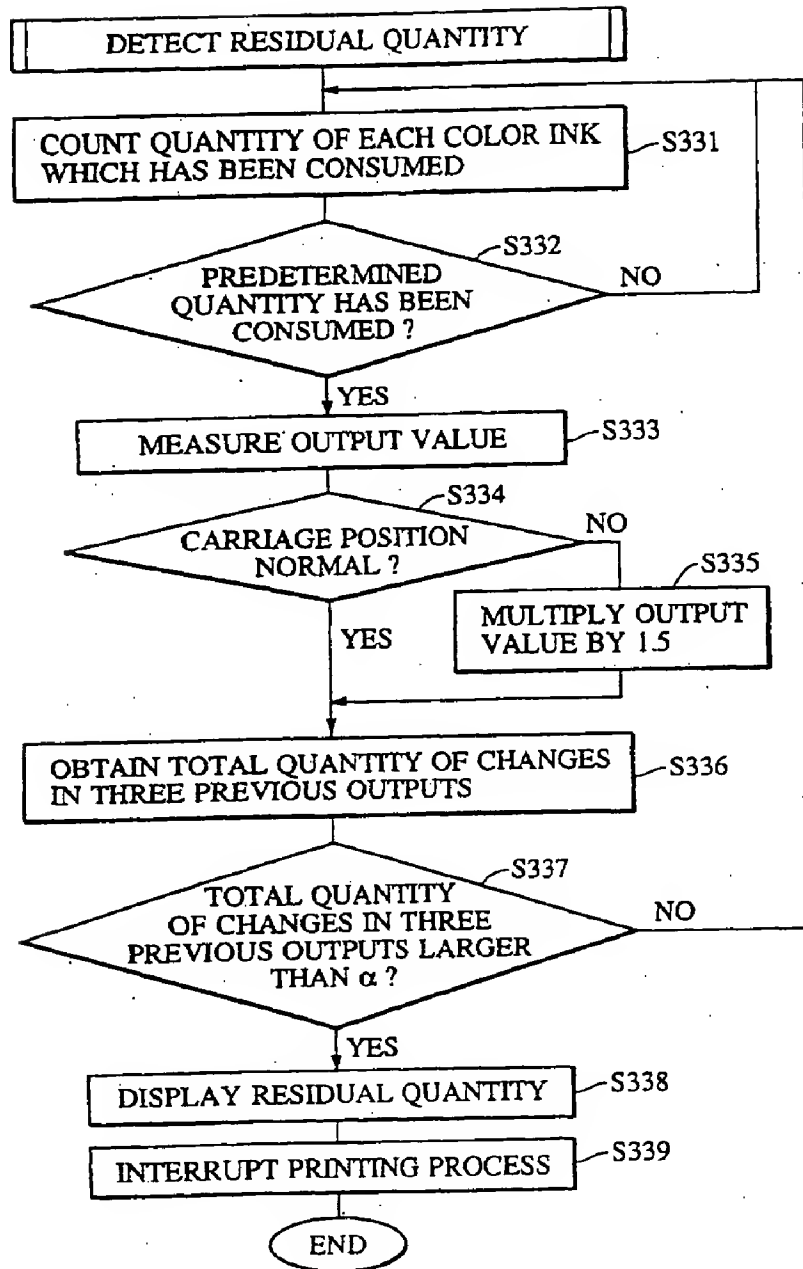 DETECT RESIDUAL QUANTITY
COUNT QUANTITY OF EACH COLOR INK
WHICH HAS BEEN CONSUMED
S331
S332
PREDETERMINED
QUANTITY HAS BEEN
CONSUMED ?
NO
YES
MEASURE OUTPUT VALUE
S333
S334
CARRIAGE POSITION
NORMAL ?
NO
S335
MULTIPLY OUTPUT
VALUE BY 1.5
YES
OBTAIN TOTAL QUANTITY OF CHANGES
IN THREE PREVIOUS OUTPUTS
S336
S337
TOTAL QUANTITY
OF CHANGES IN THREE
PREVIOUS OUTPUTS LARGER
THAN α ?
NO
YES
DISPLAY RESIDUAL QUANTITY
S338
INTERRUPT PRINTING PROCESS
S339
END